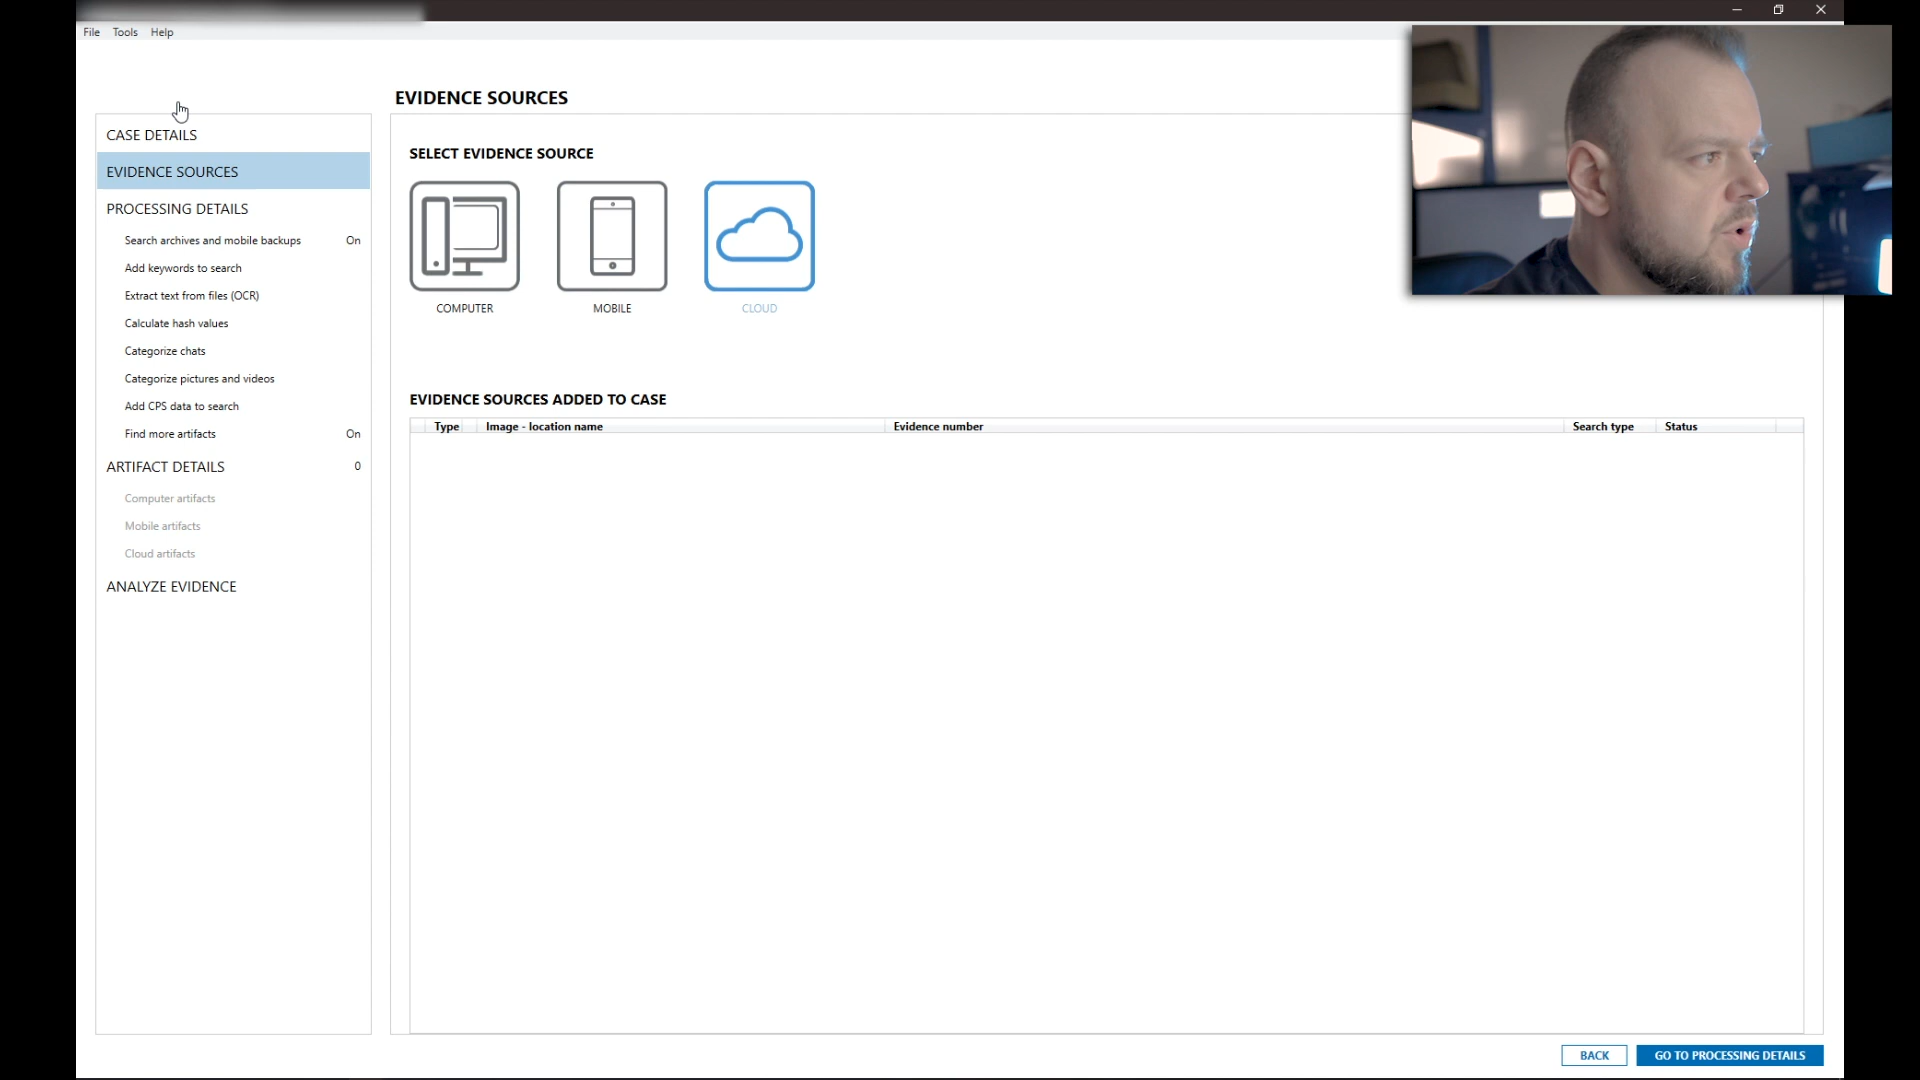 File Tools Help
EVIDENCE SOURCES
CASE DETAILS
EVIDENCE SOURCES
PROCESSING DETAILS
Search archives and mobile backups On
Add keywords to search
Extract text from files (OCR)
Calculate hash values
Categorize chats
Categorize pictures and videos
Add CPS data to search
Find more artifacts On
ARTIFACT DETAILS 0
Computer artifacts
Mobile artifacts
Cloud artifacts
ANALYZE EVIDENCE
SELECT EVIDENCE SOURCE
COMPUTER MOBILE CLOUD
EVIDENCE SOURCES ADDED TO CASE
Type Image - location name Evidence number Search type Status
BACK GO TO PROCESSING DETAILS